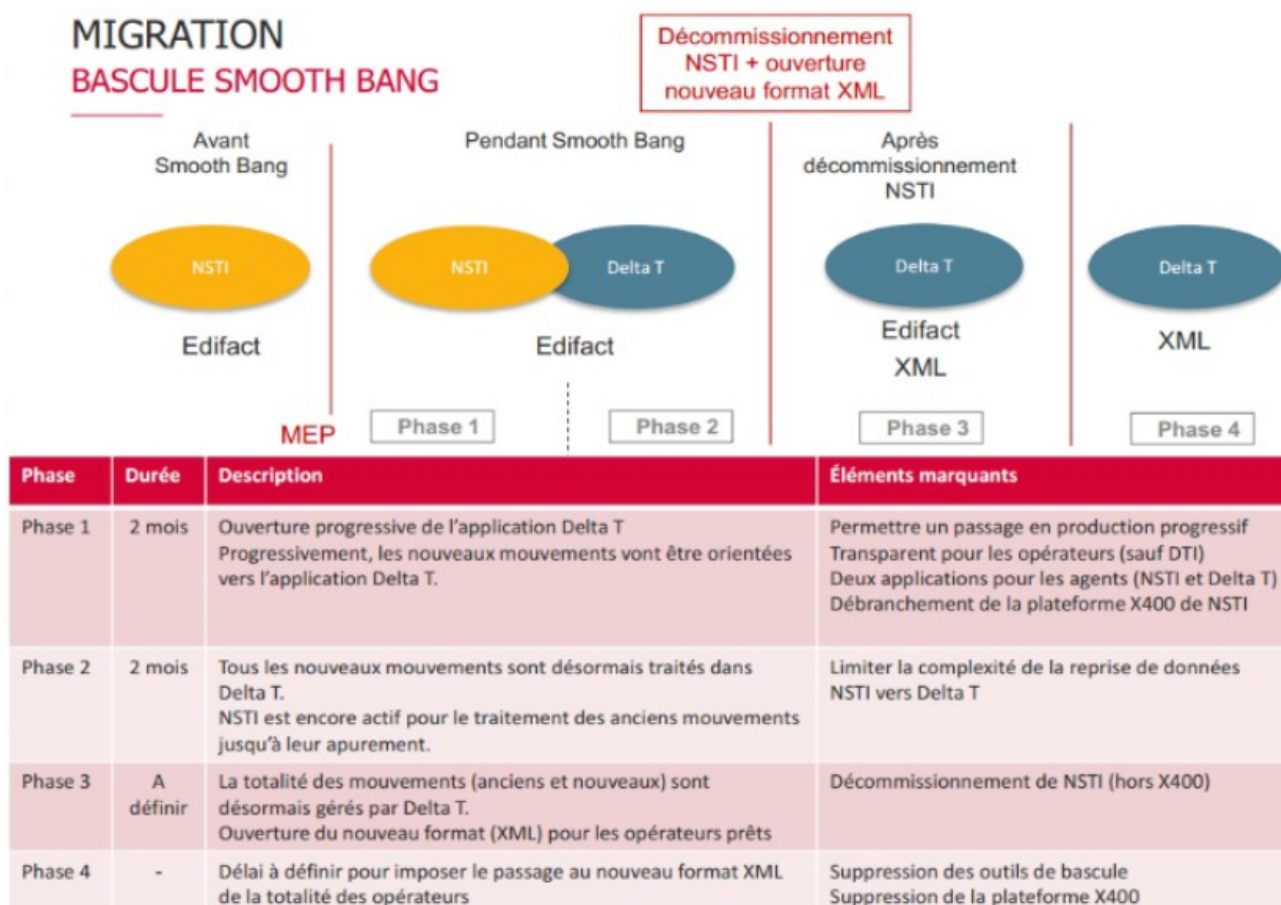 MIGRATION
BASCULE SMOOTH BANG
Décommissionnement
NSTI + ouverture
nouveau format XML
Avant
Smooth Bang
Pendant Smooth Bang
Après
décommissionnement
NSTI
NSTI
NSTI
Delta T
Delta T
Delta T
Edifact
Edifact
Edifact
XML
XML
MEP
Phase 1
Phase 2
Phase 3
Phase 4
Phase
Durée
Description
Éléments marquants
Phase 1
2 mois
Ouverture progressive de l'application Delta T
Progressivement, les nouveaux mouvements vont être orientées
vers l'application Delta T.
Permettre un passage en production progressif
Transparent pour les opérateurs (sauf DTI)
Deux applications pour les agents (NSTI et Delta T)
Débranchement de la plateforme X400 de NSTI
Phase 2
2 mois
Tous les nouveaux mouvements sont désormais traités dans
Delta T.
NSTI est encore actif pour le traitement des anciens mouvements
jusqu'à leur apurement.
Limiter la complexité de la reprise de données
NSTI vers Delta T
Phase 3
A
définir
La totalité des mouvements (anciens et nouveaux) sont
désormais gérés par Delta T.
Ouverture du nouveau format (XML) pour les opérateurs prêts
Décommissionnement de NSTI (hors X400)
Phase 4
-
Délai à définir pour imposer le passage au nouveau format XML
de la totalité des opérateurs
Suppression des outils de bascule
Suppression de la plateforme X400